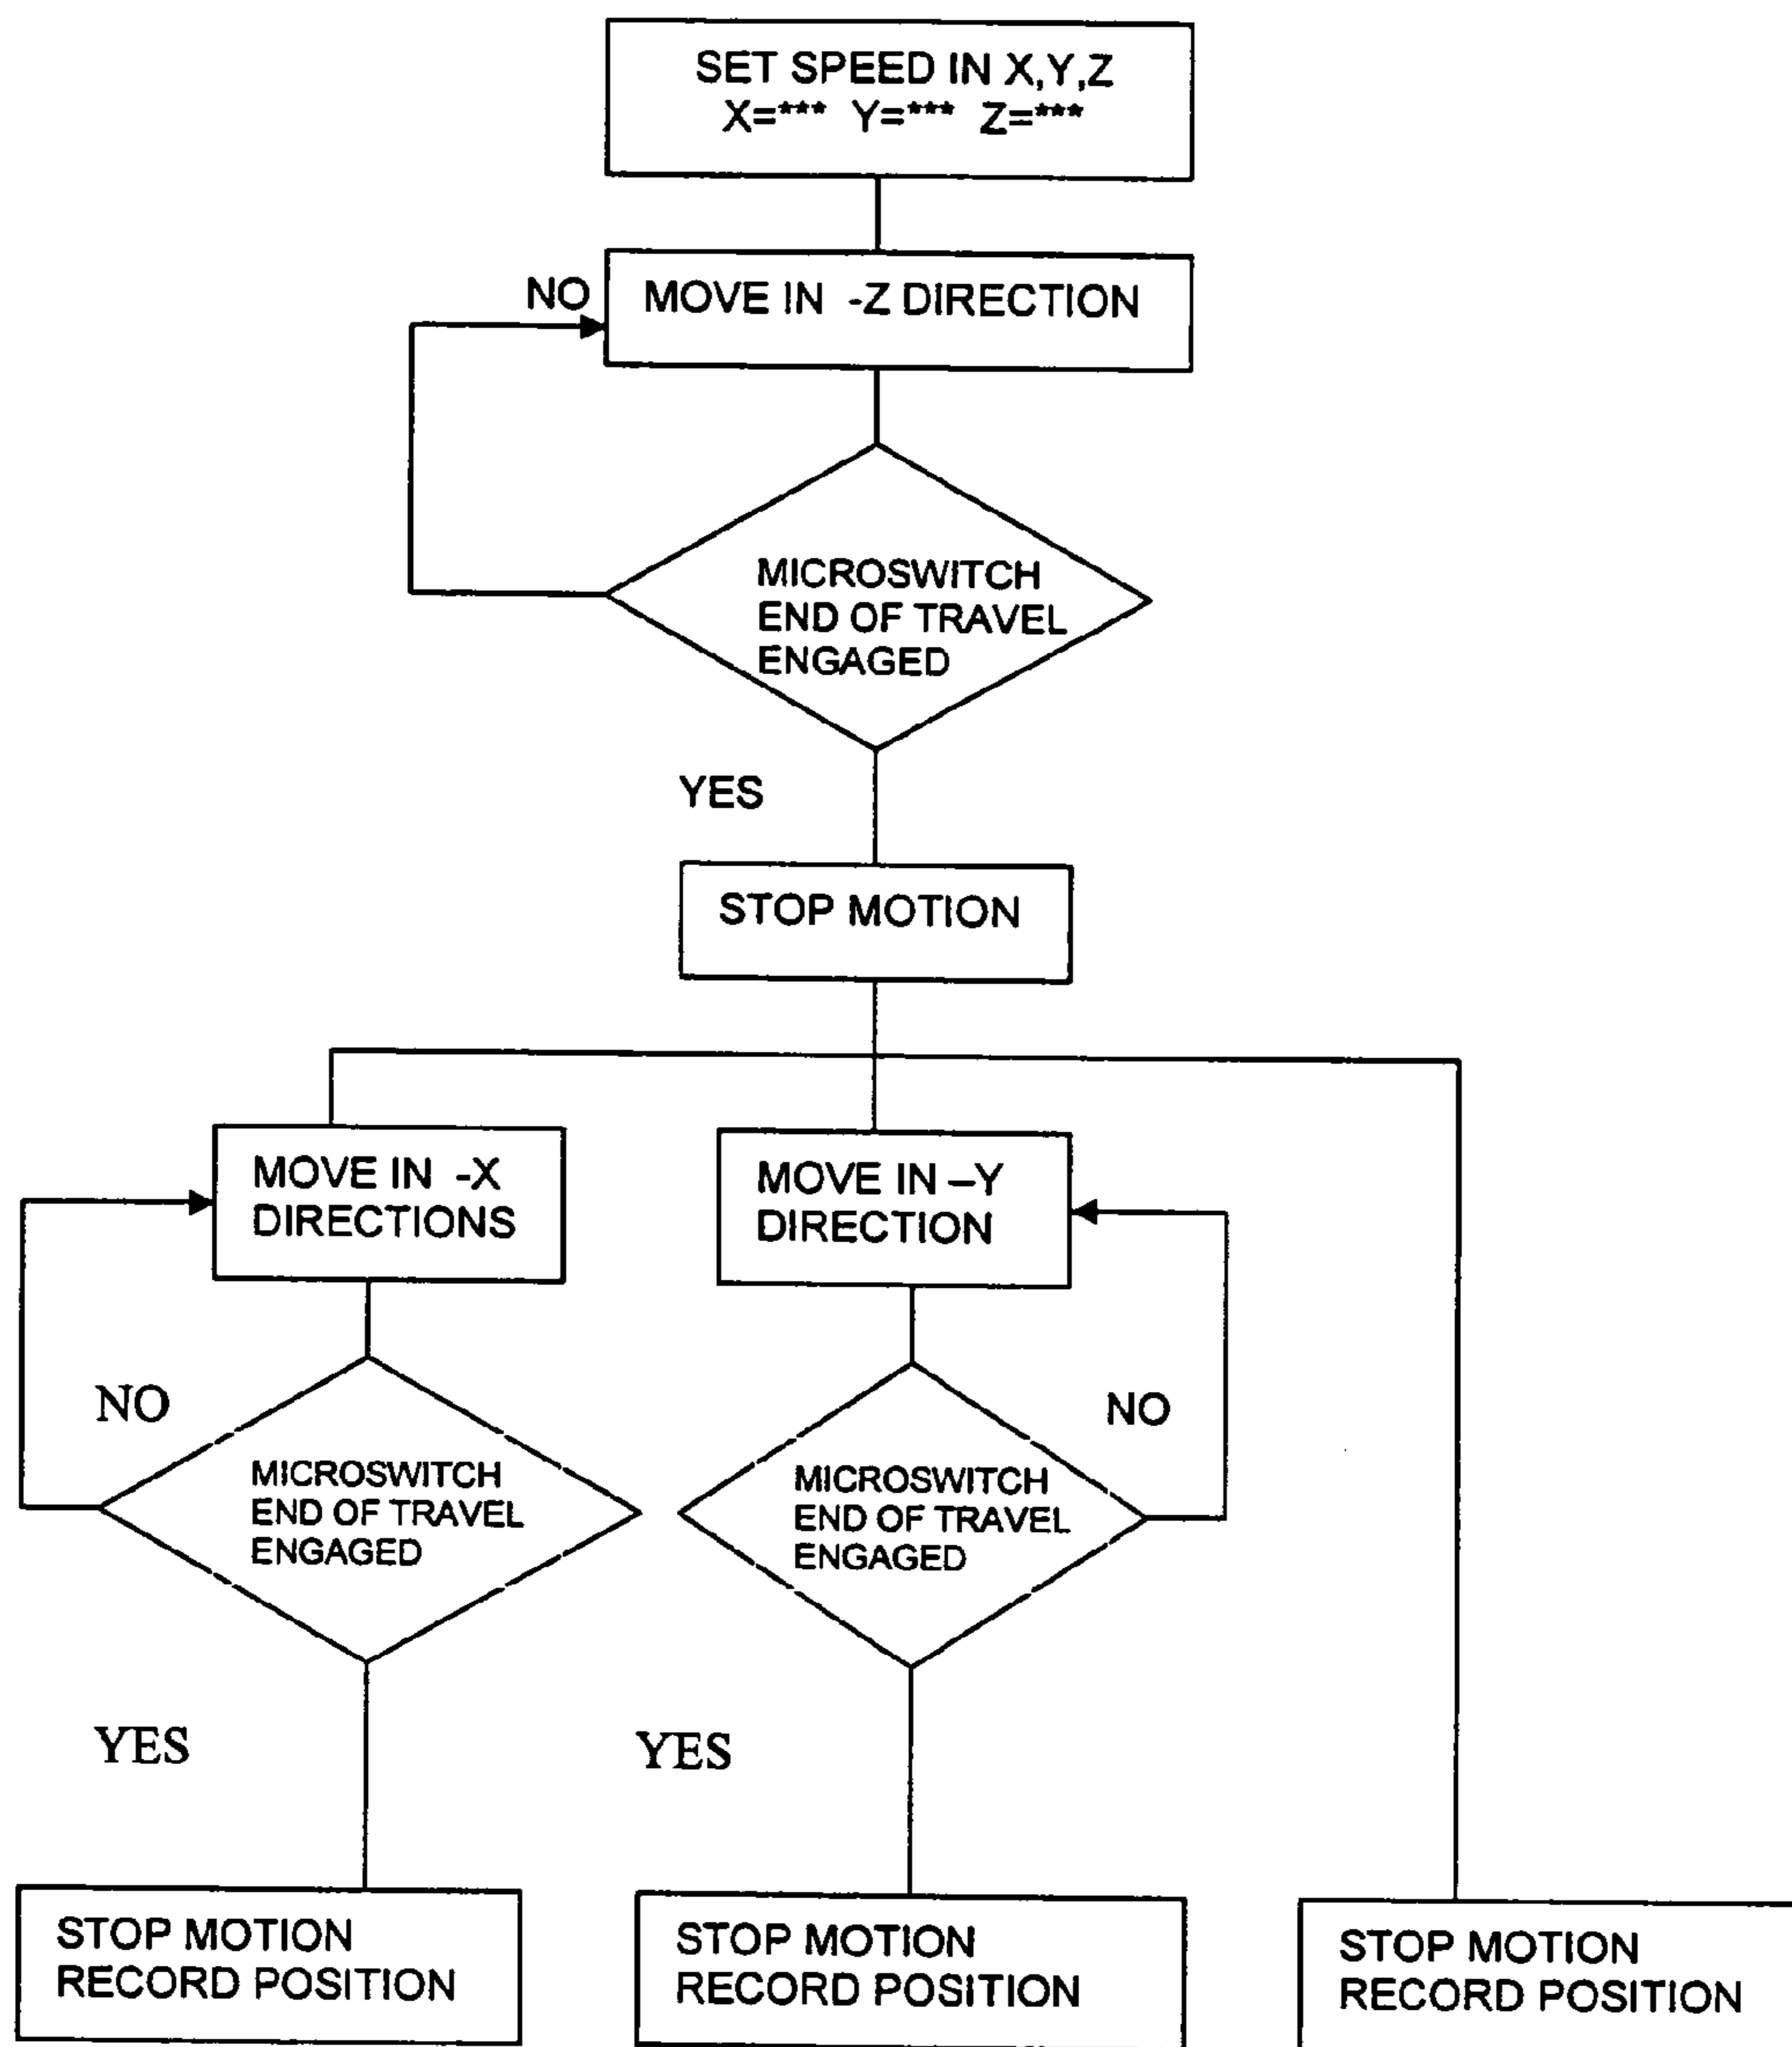 SET SPEED IN X,Y,Z
X=*** Y=*** Z=***
NO
MOVE IN -Z DIRECTION
MICROSWITCH
END OF TRAVEL
ENGAGED
YES
STOP MOTION
MOVE IN -X
DIRECTIONS
MOVE IN –Y
DIRECTION
NO
MICROSWITCH
END OF TRAVEL
ENGAGED
NO
MICROSWITCH
END OF TRAVEL
ENGAGED
YES
YES
STOP MOTION
RECORD POSITION
STOP MOTION
RECORD POSITION
STOP MOTION
RECORD POSITION